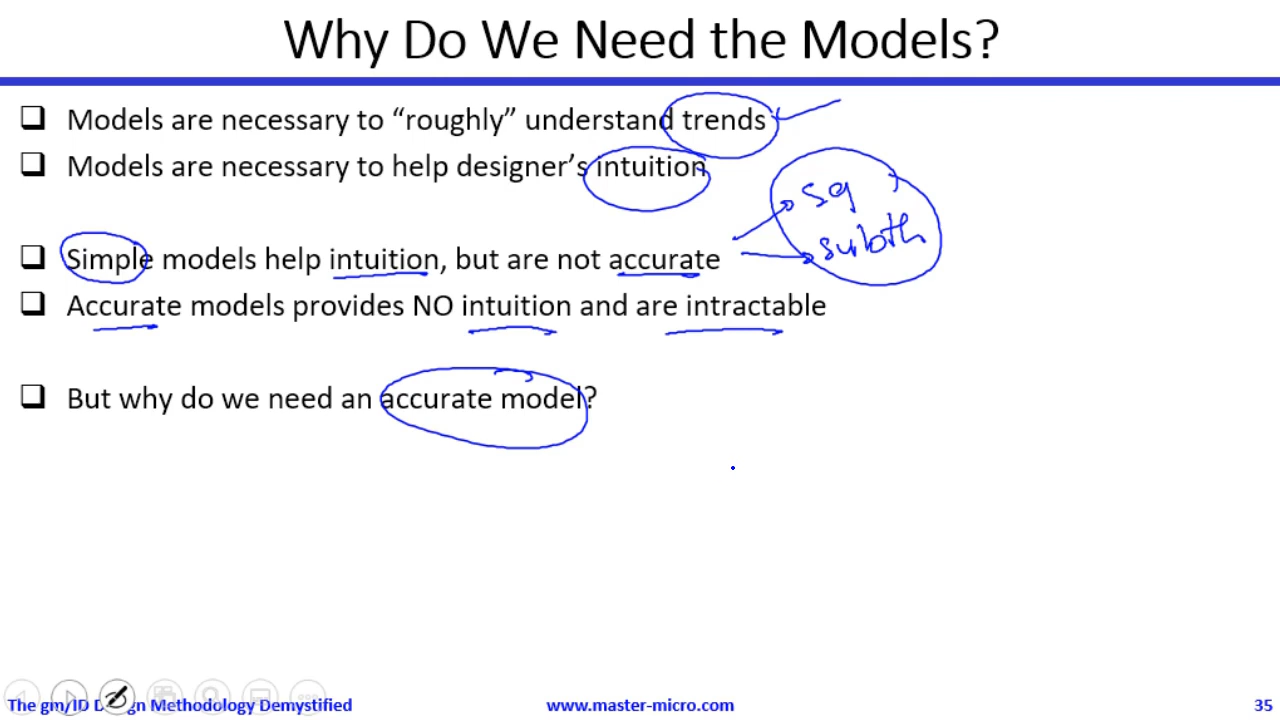 Why Do We Need the Models?
❑ Models are necessary to “roughly” understand trends
❑ Models are necessary to help designer’s intuition
sq
subth
❑ Simple models help intuition, but are not accurate
❑ Accurate models provides NO intuition and are intractable
❑ But why do we need an accurate model?
The gm/ID Design Methodology Demystified
www.master-micro.com
35